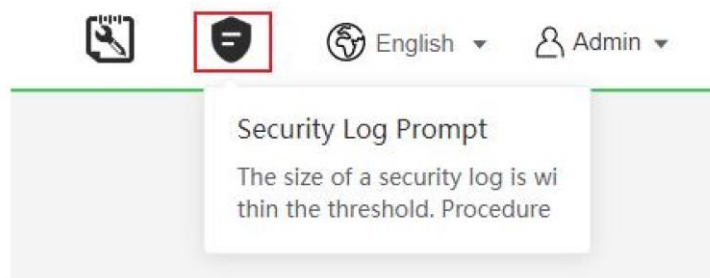 English
Admin
Security Log Prompt
The size of a security log is wi
thin the threshold. Procedure